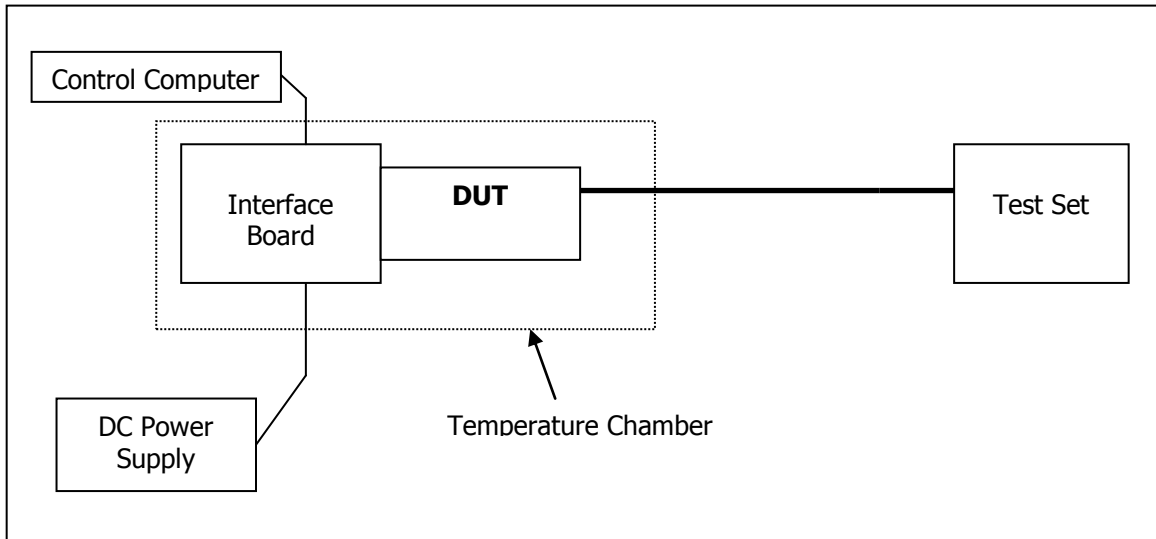 Control Computer
Interface
Board
DUT
Test Set
DC Power
Supply
Temperature Chamber